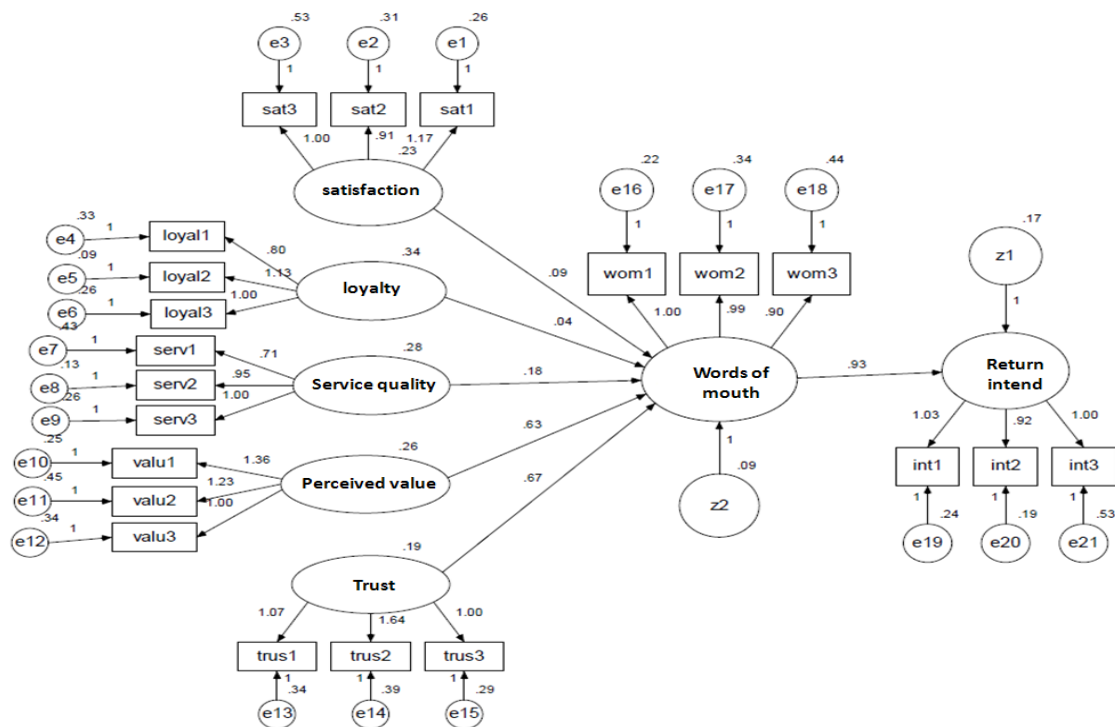 .53 .31 .26
e3 e2 e1
1 1 1
sat3 sat2 sat1
1.00 .91 1.17
.23
satisfaction
.22 .34 .44
e16 e17 e18
1 1 1
wom1 wom2 wom3
1.00 .99 .90
.33
e4 1 loyal1 .80
.09
e5 1 loyal2 1.13
.26
e6 1 loyal3 1.00
.34
loyalty
.09
.04
.17
z1
1
.43
e7 1 serv1 .71
.13
e8 1 serv2 .95
.26
e9 1 serv3 1.00
.28
Service quality
.18
Words of
mouth
.93
Return
intend
.25
e10 1 valu1 1.36
.45
e11 1 valu2 1.23
.34
e12 1 valu3 1.00
.26
Perceived value
.63
.67
1
.09
z2
1.03 .92 1.00
int1 int2 int3
1 1 1
.24 .19 .53
e19 e20 e21
.19
Trust
1.07 1.64 1.00
trus1 trus2 trus3
1 1 1
.34 .39 .29
e13 e14 e15